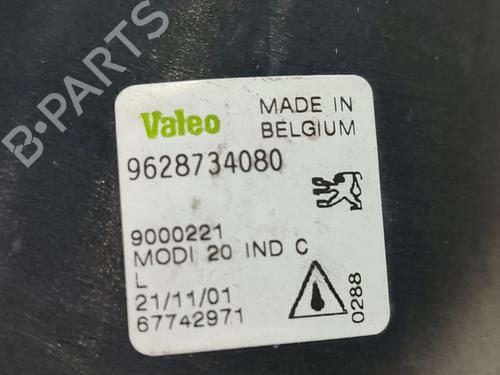 B-PARTS
Valeo
MADE IN
BELGIUM
9628734080
9000221
MODI 20 IND C
L
21/11/01
67742971
0288